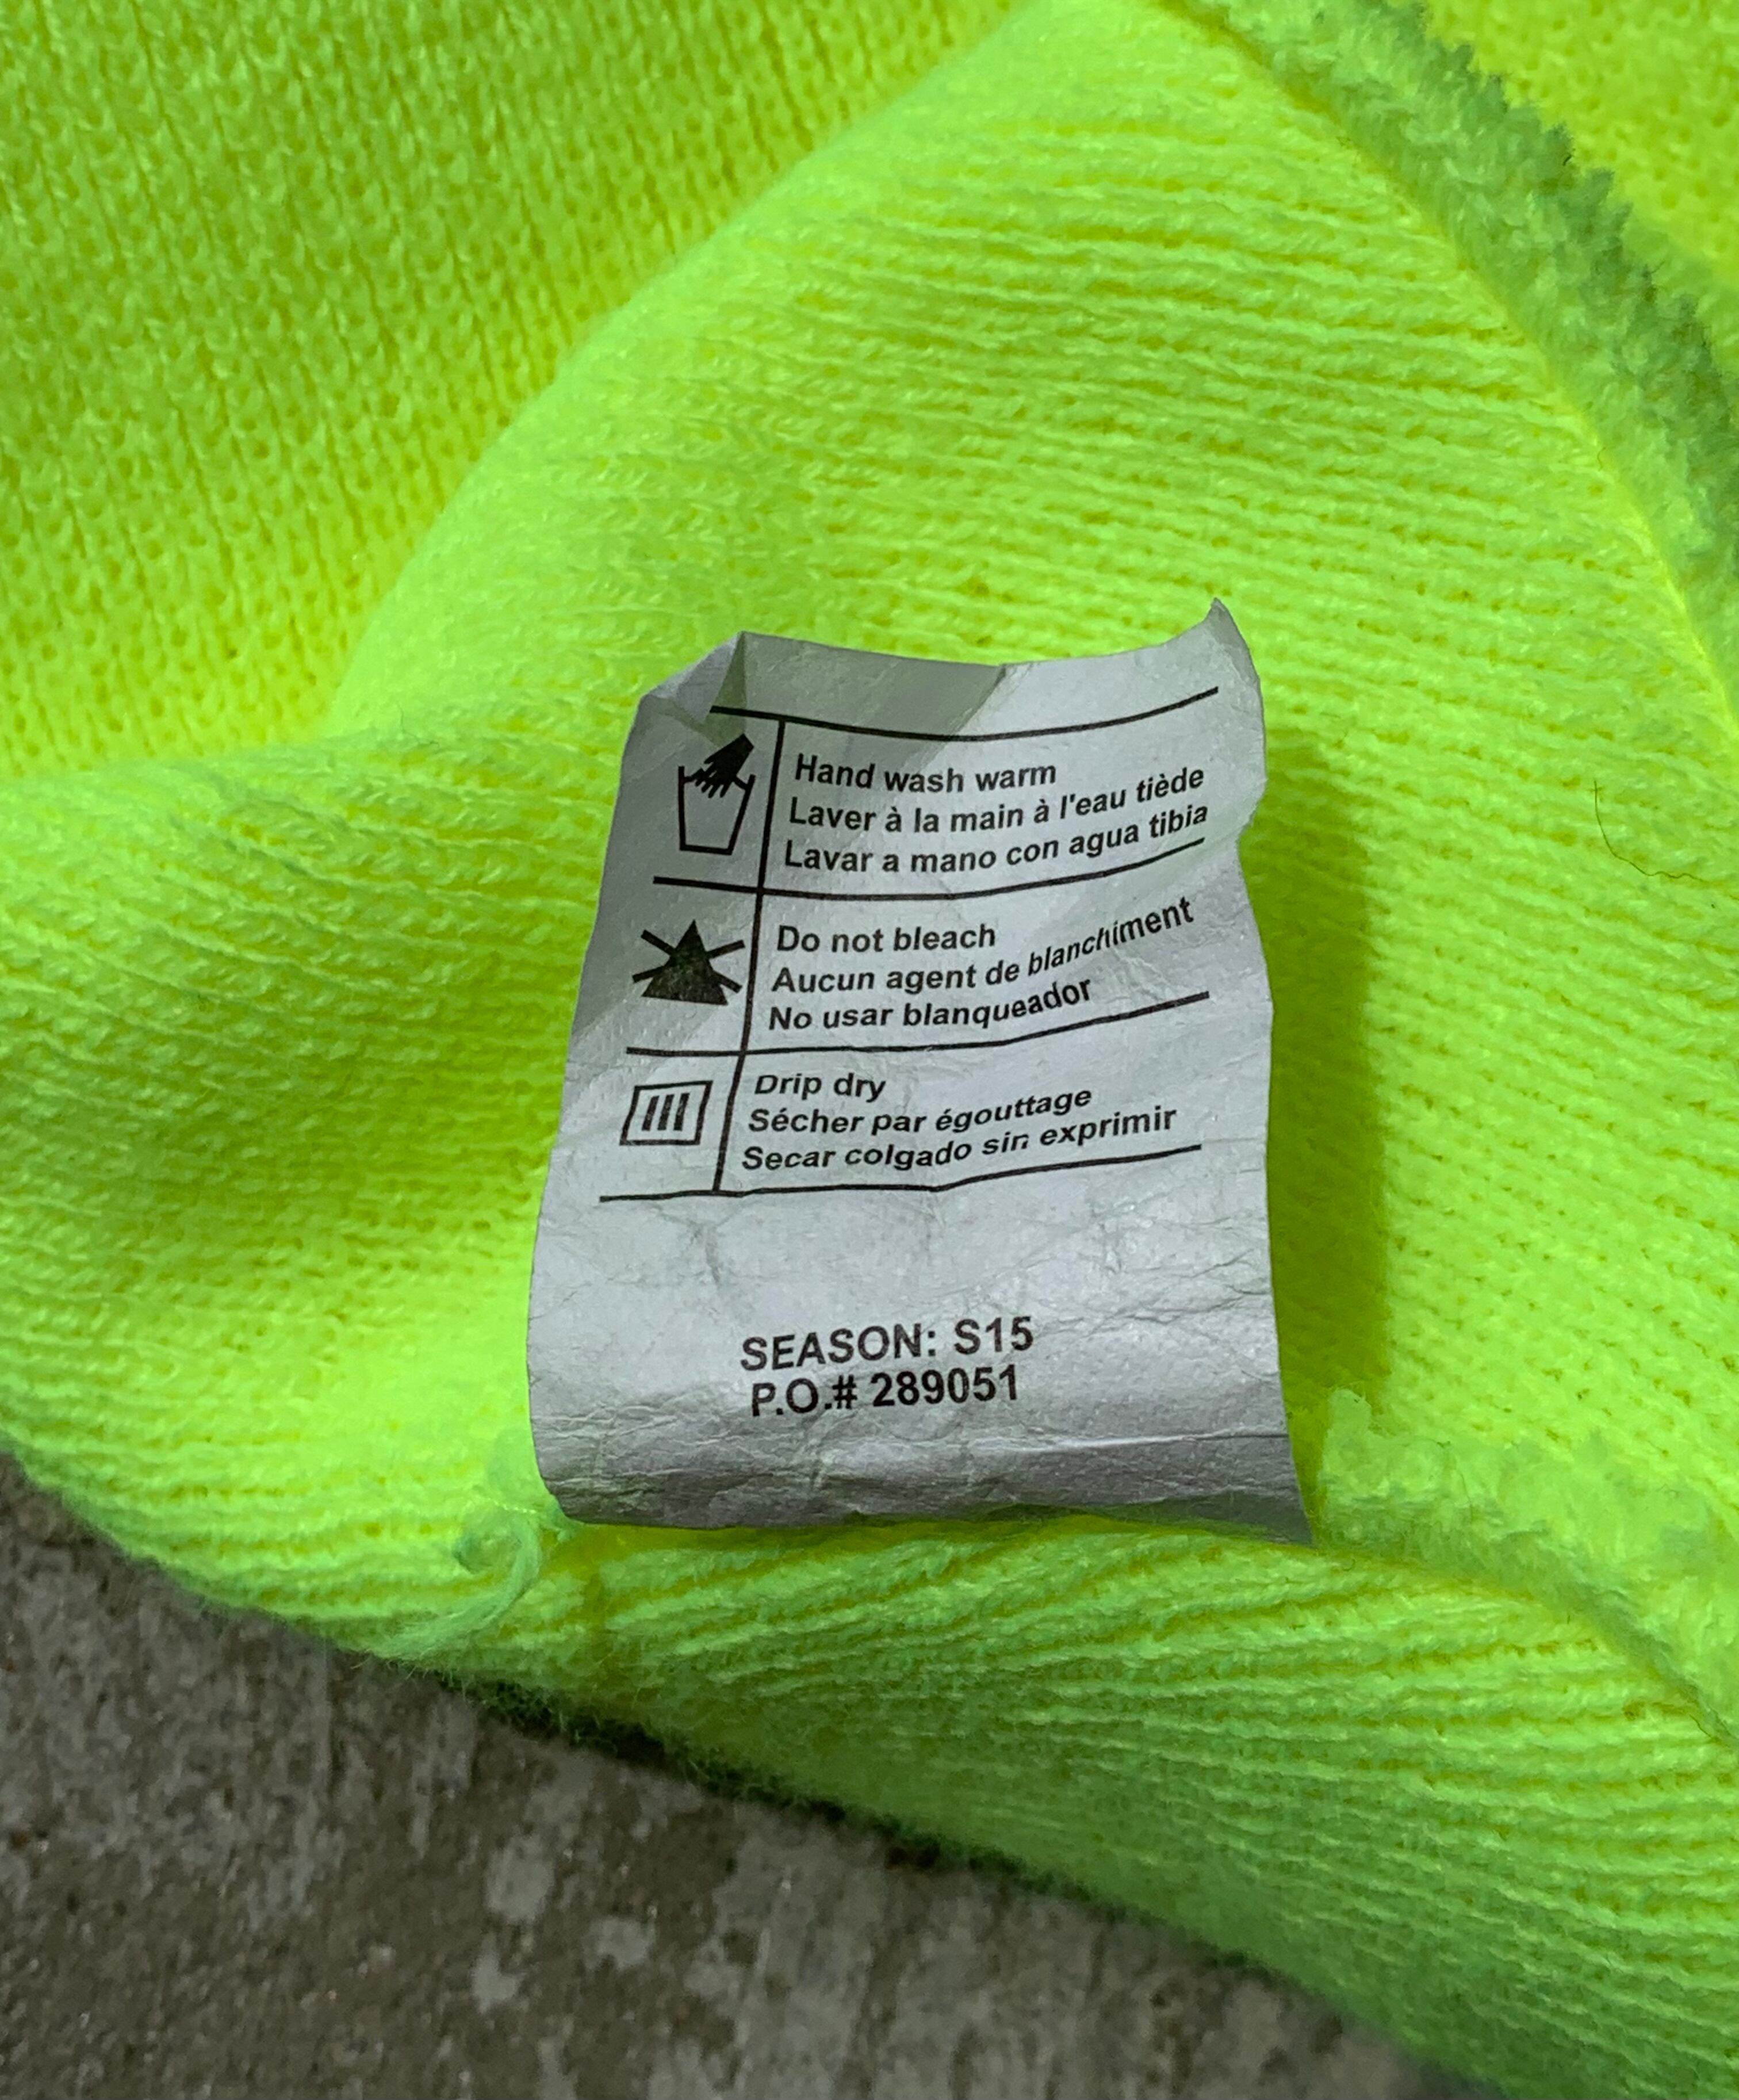 Hand wash warm
Laver à la main à l'eau tiède
Lavar a mano con agua tibia
Do not bleach
Aucun agent de blanchiment
No usar blanqueador
Drip dry
Sécher par égouttage
Secar colgado sin exprimir
SEASON: S15
P.O.# 289051